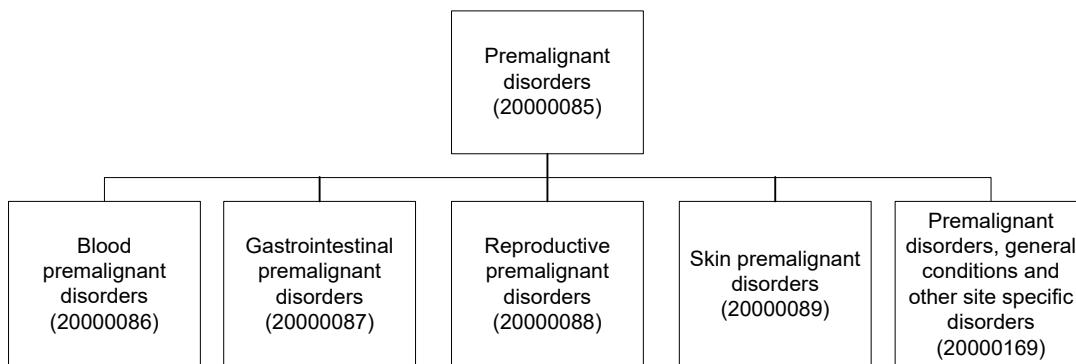 Premalignant
disorders
(20000085)
Blood
premalignant
disorders
(20000086)
Gastrointestinal
premalignant
disorders
(20000087)
Reproductive
premalignant
disorders
(20000088)
Skin premalignant
disorders
(20000089)
Premalignant
disorders, general
conditions and
other site specific
disorders
(20000169)